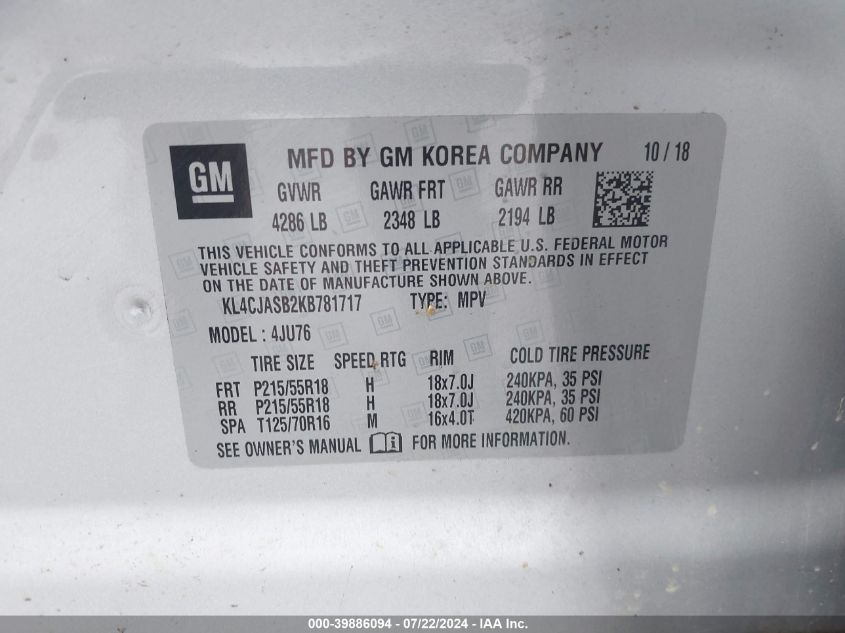 GM MFD BY GM KOREA COMPANY 10 / 18
GVWR GAWR FRT GAWR RR
4286 LB 2348 LB 2194 LB
THIS VEHICLE CONFORMS TO ALL APPLICABLE U.S. FEDERAL MOTOR
VEHICLE SAFETY AND THEFT PREVENTION STANDARDS IN EFFECT
ON THE DATE OF MANUFACTURE SHOWN ABOVE.
KL4CJASB2KB781717 TYPE: MPV
MODEL : 4JU76
TIRE SIZE SPEED RTG RIM COLD TIRE PRESSURE
FRT P215/55R18 H 18x7.0J 240KPA, 35 PSI
RR P215/55R18 H 18x7.0J 240KPA, 35 PSI
SPA T125/70R16 M 16x4.0T 420KPA, 60 PSI
SEE OWNER'S MANUAL i FOR MORE INFORMATION.
000-39886094 - 07/22/2024 - IAA Inc.